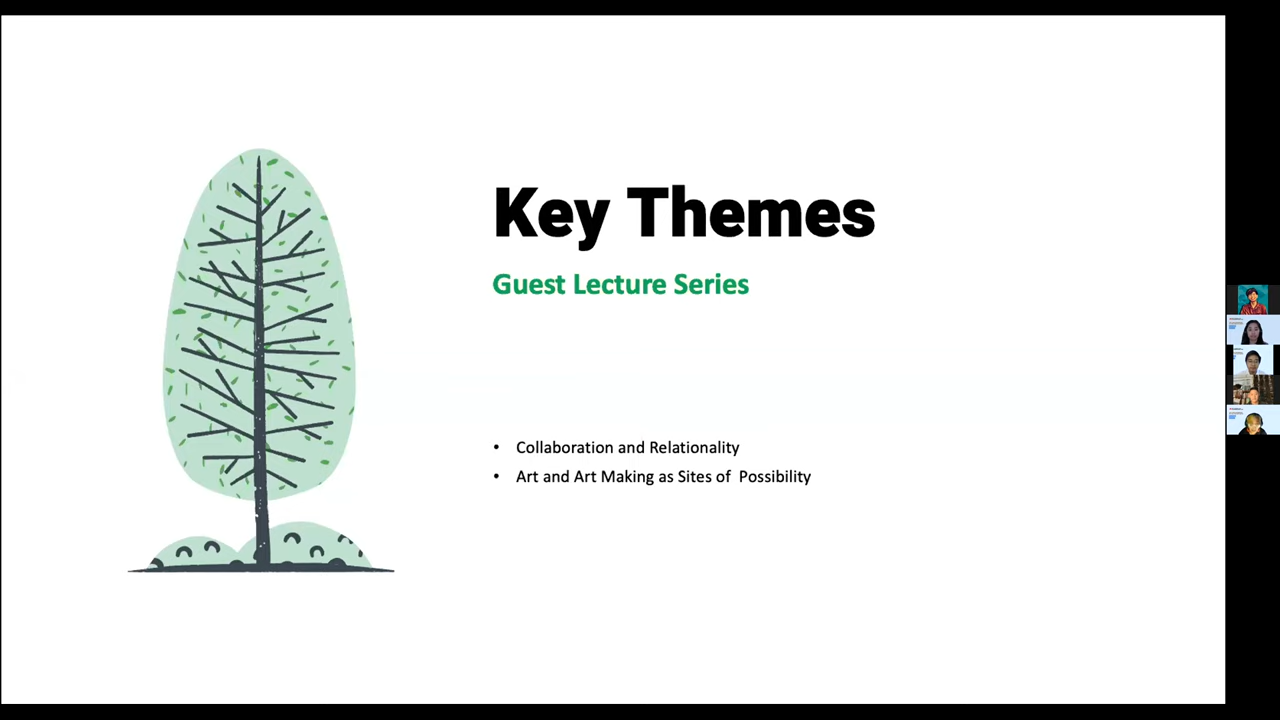 Key Themes
Guest Lecture Series
• Collaboration and Relationality
• Art and Art Making as Sites of  Possibility